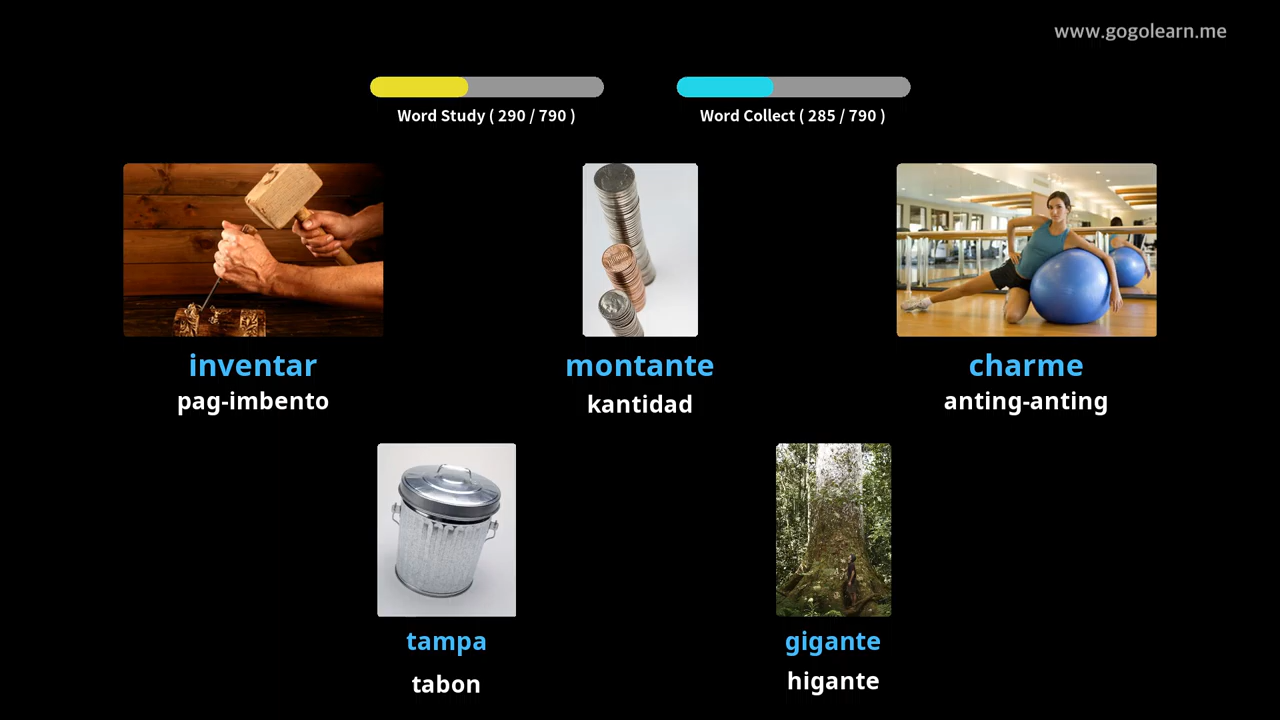 www.gogolearn.me
Word Study ( 290 / 790 )
Word Collect ( 285 / 790 )
inventar
pag-imbento
montante
kantidad
charme
anting-anting
tampa
tabon
gigante
higante